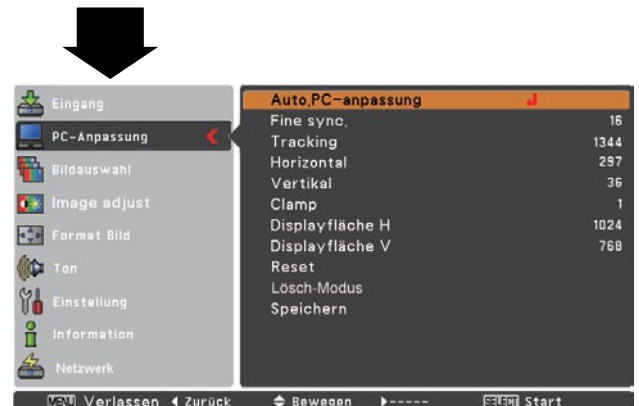 Eingang
PC-Anpassung
Bildauswahl
Image adjust
Format Bild
Ton
Einstellung
Information
Netzwerk
Auto.PC-anpassung
Fine sync. 16
Tracking 1344
Horizontal 297
Vertikal 36
Clamp 1
Displayfläche H 1024
Displayfläche V 768
Reset
Lösch-Modus
Speichern
MENU Verlassen Zurück Bewegen ----- SELECT Start